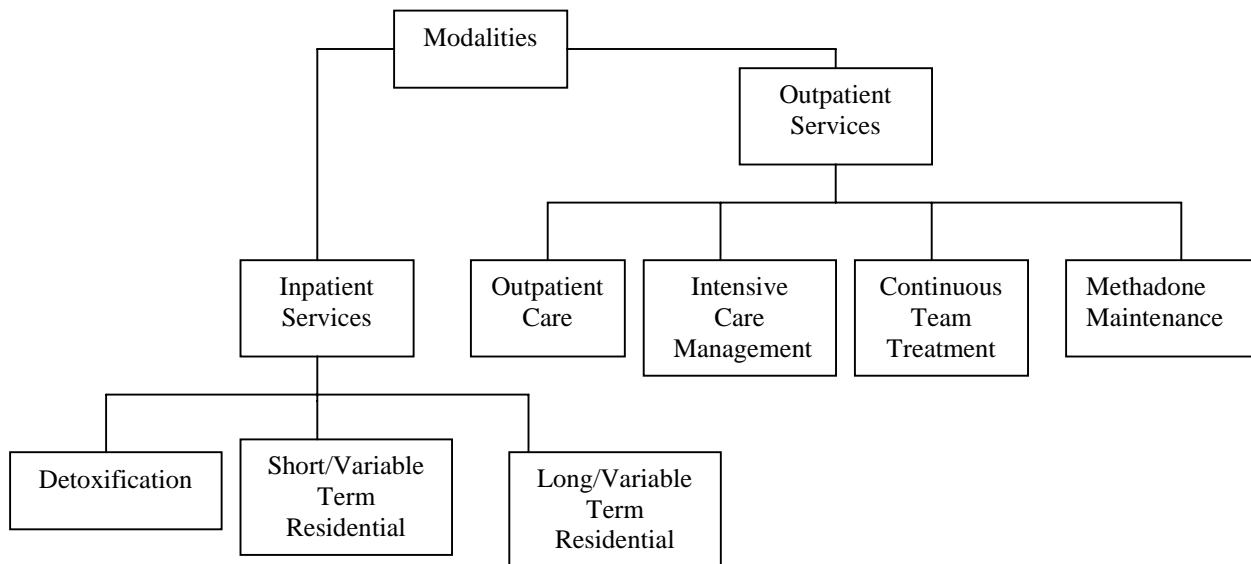 Modalities
Outpatient
Services
Inpatient
Services
Outpatient
Care
Intensive
Care
Management
Continuous
Team
Treatment
Methadone
Maintenance
Detoxification
Short/Variable
Term
Residential
Long/Variable
Term
Residential